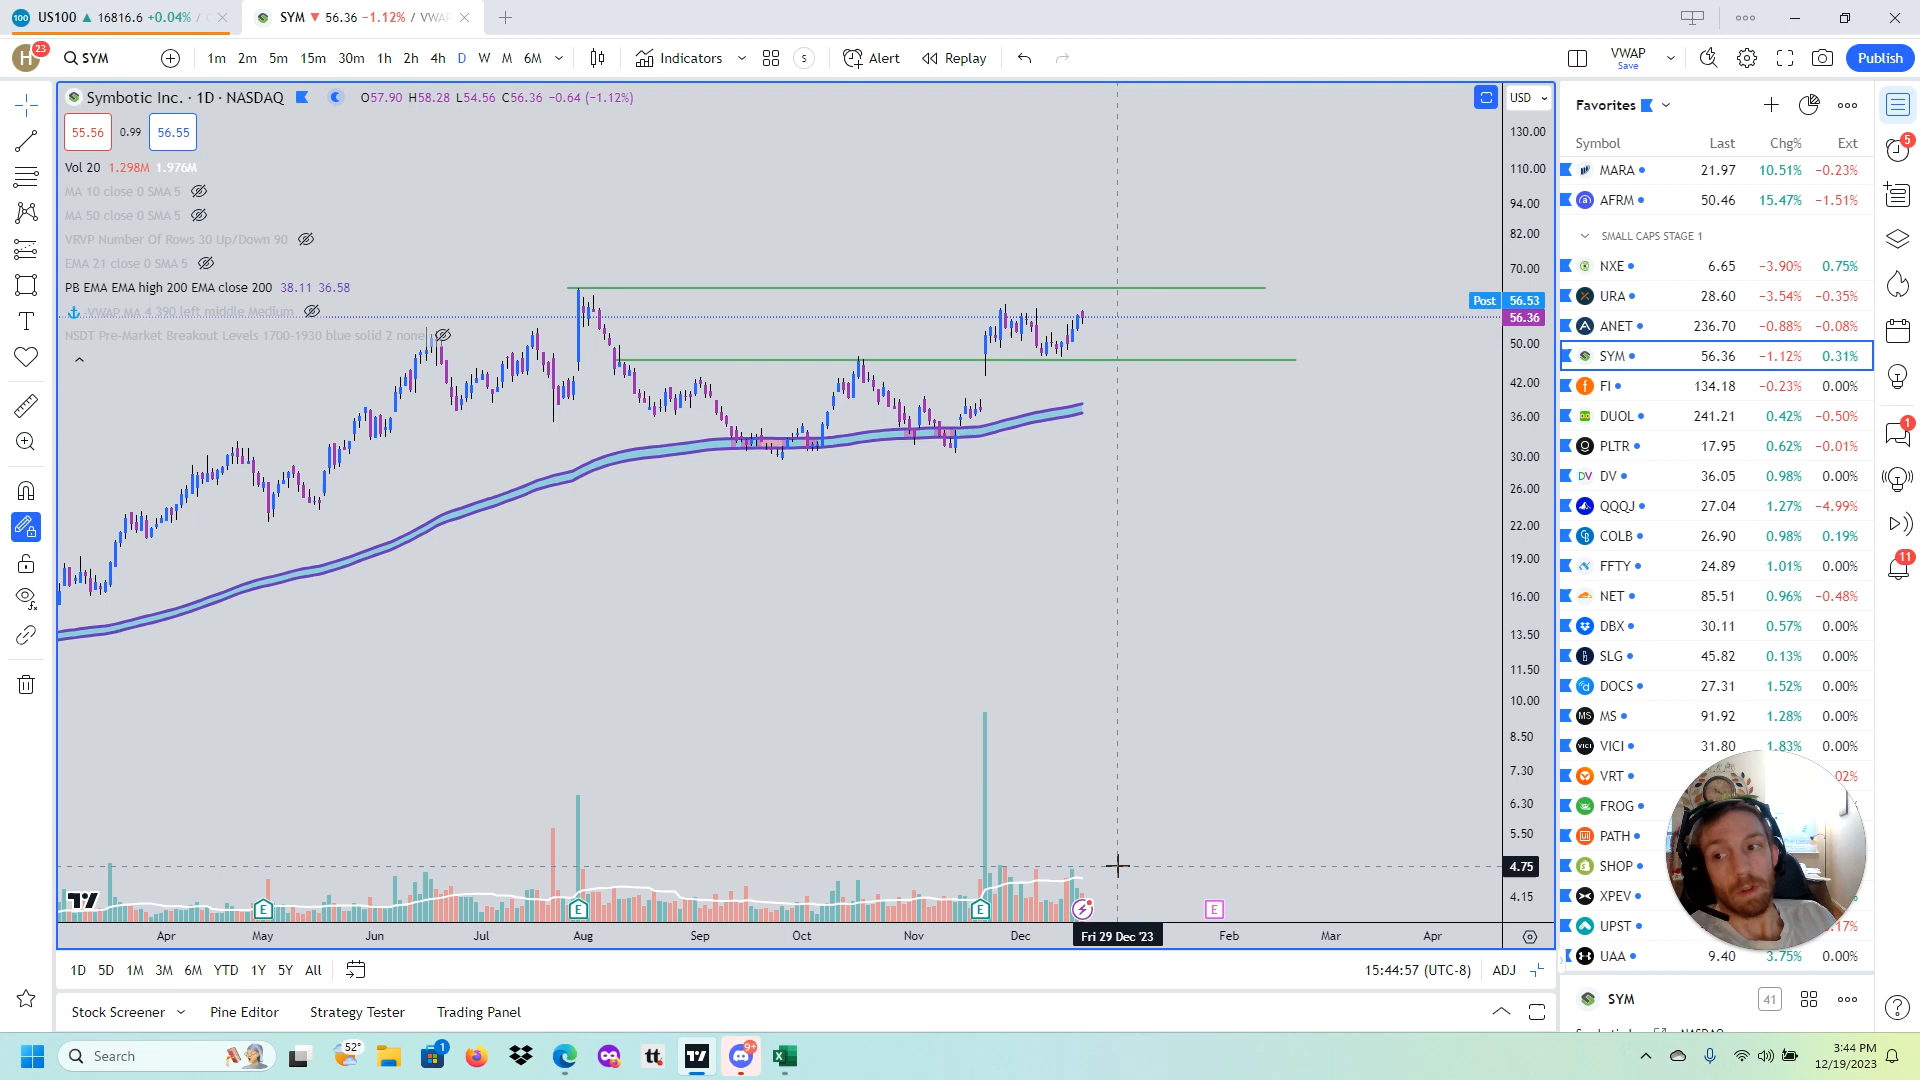 100 US100 ▲ 16816.6 +0.04% /
SYM ▼ 56.36 −1.12% / VWAP
H 23 SYM
1m 2m 5m 15m 30m 1h 2h 4h D W M 6M
Indicators
S
Alert
Replay
VWAP
Save
Publish
Symbotic Inc. · 1D · NASDAQ
O57.90 H58.28 L54.56 C56.36 −0.64 (−1.12%)
55.56 0.99 56.55
Vol 20 1.298M 1.976M
MA 10 close 0 SMA 5
MA 50 close 0 SMA 5
VRVP Number Of Rows 30 Up/Down 90
EMA 21 close 0 SMA 5
PB EMA EMA high 200 EMA close 200 38.11 36.58
VWAP MA 4 390 left middle Medium
NSDT Pre-Market Breakout Levels 1700-1930 blue solid 2 none
USD
130.00
110.00
94.00
82.00
70.00
Post 56.53
56.36
50.00
42.00
36.00
30.00
26.00
22.00
19.00
16.00
13.50
11.50
10.00
8.50
7.30
6.30
5.50
4.75
4.15
E E E E
Apr May Jun Jul Aug Sep Oct Nov Dec Fri 29 Dec '23 Feb Mar Apr
1D 5D 1M 3M 6M YTD 1Y 5Y All
15:44:57 (UTC-8) ADJ
Stock Screener Pine Editor Strategy Tester Trading Panel
Favorites
Symbol Last Chg% Ext
MARA 21.97 10.51% −0.23%
AFRM 50.46 15.47% −1.51%
SMALL CAPS STAGE 1
NXE 6.65 −3.90% 0.75%
URA 28.60 −3.54% −0.35%
ANET 236.70 −0.88% −0.08%
SYM 56.36 −1.12% 0.31%
FI 134.18 −0.23% 0.00%
DUOL 241.21 0.42% −0.50%
PLTR 17.95 0.62% −0.01%
DV DV 36.05 0.98% 0.00%
QQQJ 27.04 1.27% −4.99%
COLB 26.90 0.98% 0.19%
FFTY 24.89 1.01% 0.00%
NET 85.51 0.96% −0.48%
DBX 30.11 0.57% 0.00%
SLG 45.82 0.13% 0.00%
DOCS 27.31 1.52% 0.00%
MS MS 91.92 1.28% 0.00%
VICI VICI 31.80 1.83% 0.00%
VRT 02%
FROG
PATH
SHOP
XPEV
UPST .17%
UAA 9.40 3.75% 0.00%
SYM 41
5
1
11
Search
52°
1
tt
9+
3:44 PM
12/19/2023